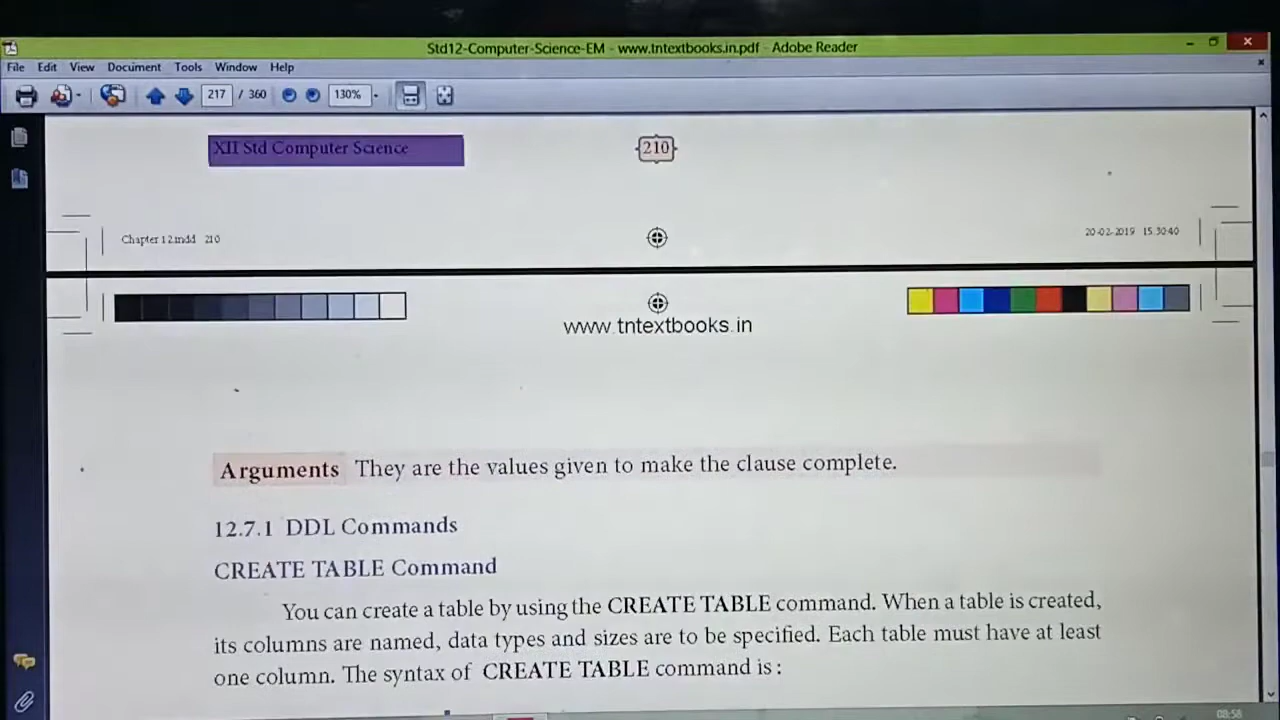 Std12-Computer-Science-EM - www.tntextbooks.in.pdf - Adobe Reader
File Edit View Document Tools Window Help
217 / 360 130%
XII Std Computer Science
210
Chapter 12.indd 210
20-02-2019 15:30:40
www.tntextbooks.in
Arguments They are the values given to make the clause complete.
12.7.1 DDL Commands
CREATE TABLE Command
You can create a table by using the CREATE TABLE command. When a table is created,
its columns are named, data types and sizes are to be specified. Each table must have at least
one column. The syntax of CREATE TABLE command is :
08:58